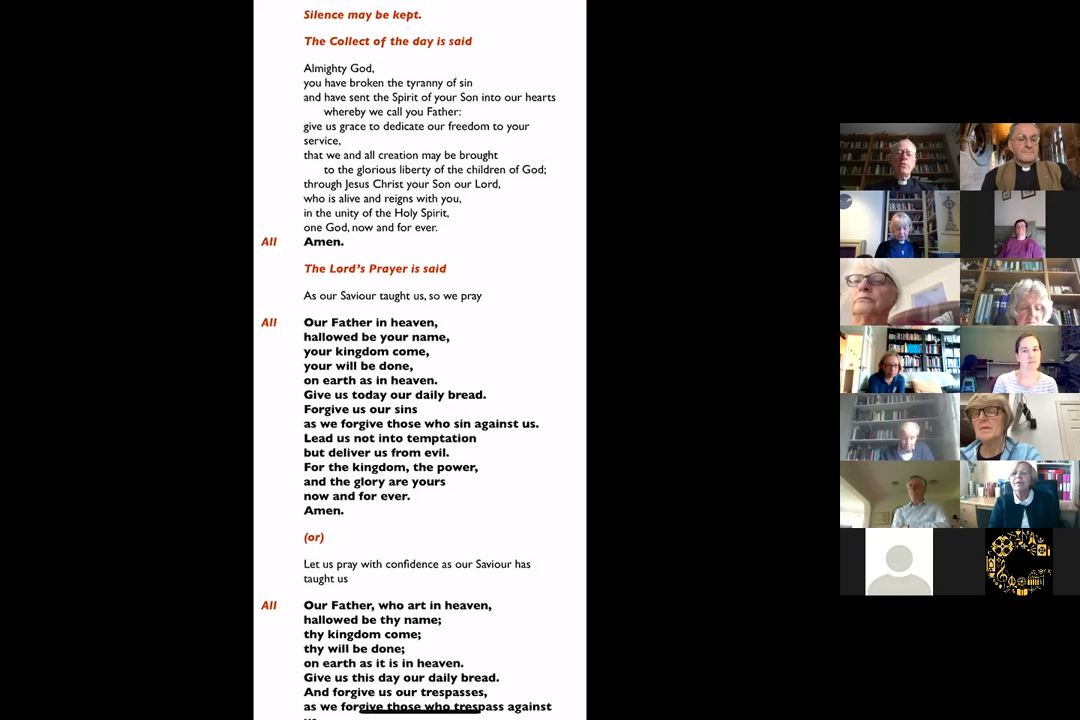 Silence may be kept.
The Collect of the day is said
Almighty God,
you have broken the tyranny of sin
and have sent the Spirit of your Son into our hearts
whereby we call you Father:
give us grace to dedicate our freedom to your
service,
that we and all creation may be brought
to the glorious liberty of the children of God;
through Jesus Christ your Son our Lord,
who is alive and reigns with you,
in the unity of the Holy Spirit,
one God, now and for ever.
All Amen.
The Lord's Prayer is said
As our Saviour taught us, so we pray
All Our Father in heaven,
hallowed be your name,
your kingdom come,
your will be done,
on earth as in heaven.
Give us today our daily bread.
Forgive us our sins
as we forgive those who sin against us.
Lead us not into temptation
but deliver us from evil.
For the kingdom, the power,
and the glory are yours
now and for ever.
Amen.
(or)
Let us pray with confidence as our Saviour has
taught us
All Our Father, who art in heaven,
hallowed be thy name;
thy kingdom come;
thy will be done;
on earth as it is in heaven.
Give us this day our daily bread.
And forgive us our trespasses,
as we forgive those who trespass against